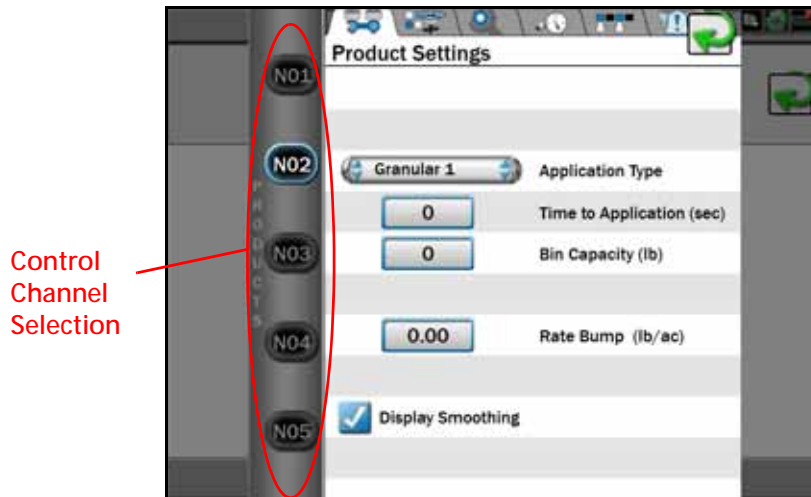 Product Settings
N01
N02
N03
N04
N05
PRODUCTS
Granular 1
Application Type
0
Time to Application (sec)
0
Bin Capacity (lb)
0.00
Rate Bump (lb/ac)
Display Smoothing
Control
Channel
Selection